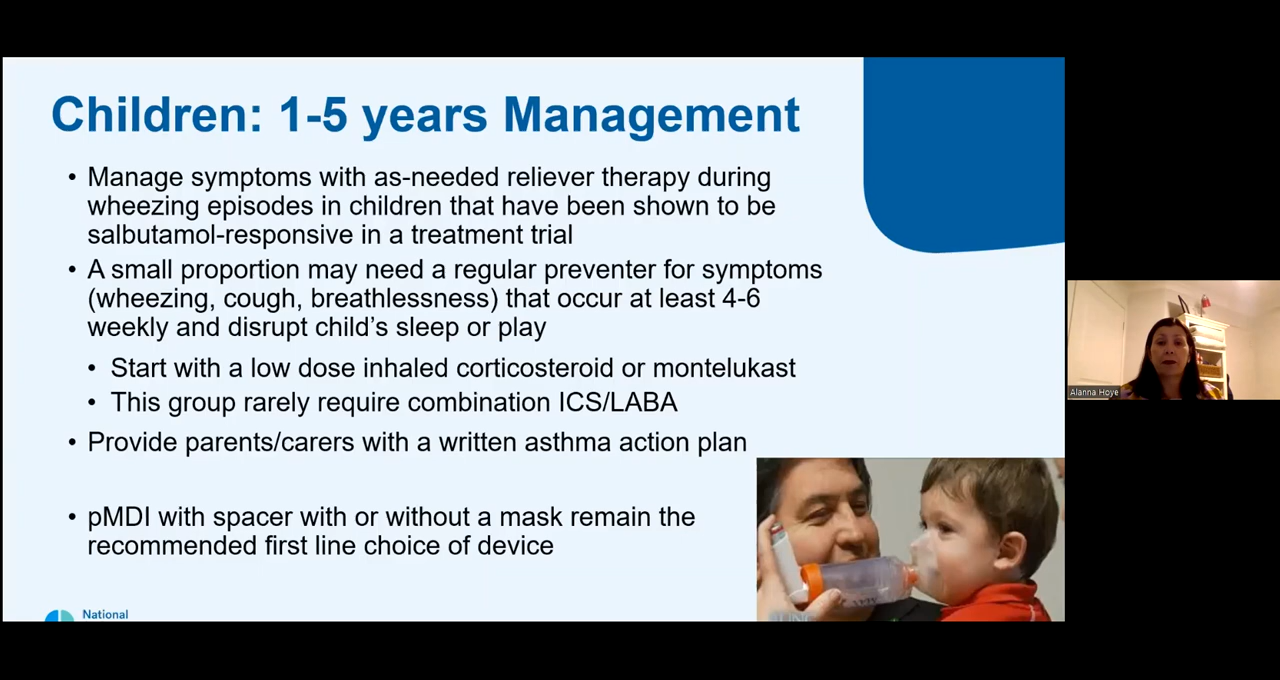 Children: 1-5 years Management
• Manage symptoms with as-needed reliever therapy during
wheezing episodes in children that have been shown to be
salbutamol-responsive in a treatment trial
• A small proportion may need a regular preventer for symptoms
(wheezing, cough, breathlessness) that occur at least 4-6
weekly and disrupt child's sleep or play
• Start with a low dose inhaled corticosteroid or montelukast
• This group rarely require combination ICS/LABA
• Provide parents/carers with a written asthma action plan
• pMDI with spacer with or without a mask remain the
recommended first line choice of device
National
Alanna Hoye